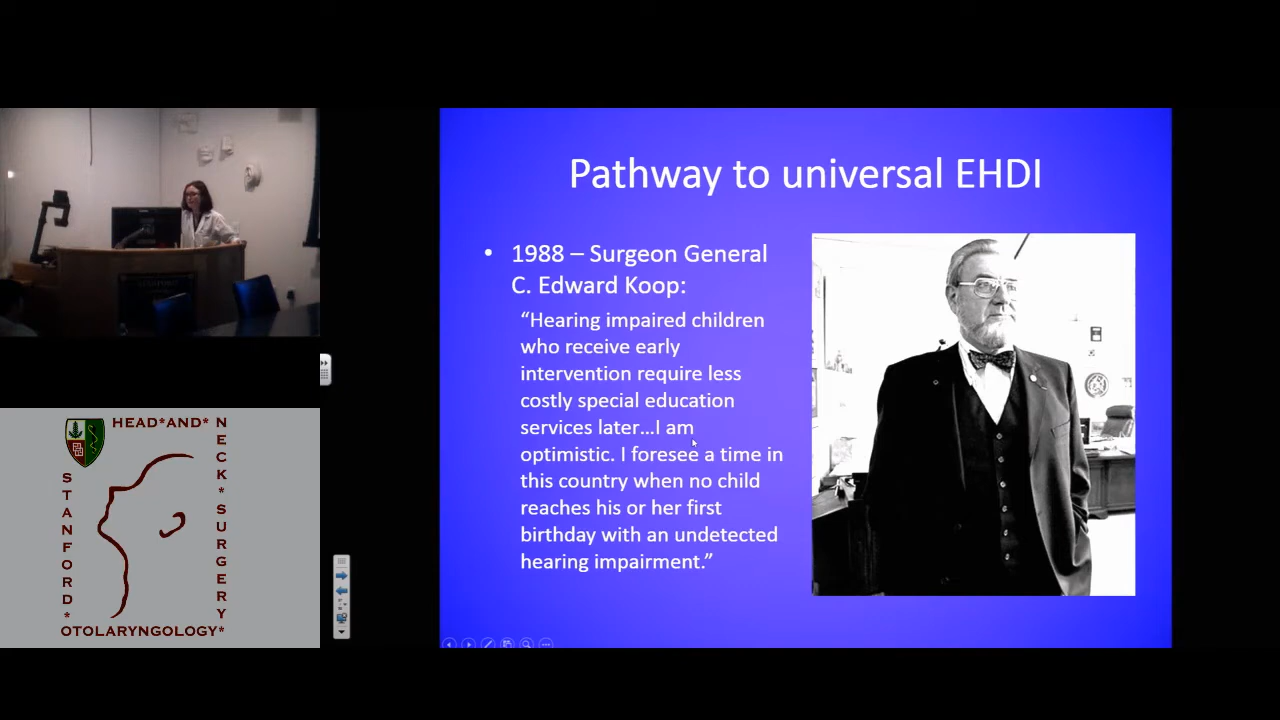 Pathway to universal EHDI
• 1988 – Surgeon General
C. Edward Koop:
“Hearing impaired children
who receive early
intervention require less
costly special education
services later…I am
optimistic. I foresee a time in
this country when no child
reaches his or her first
birthday with an undetected
hearing impairment.”
HEAD*AND*
NECK*SURGERY*
STANFORD*
OTOLARYNGOLOGY*